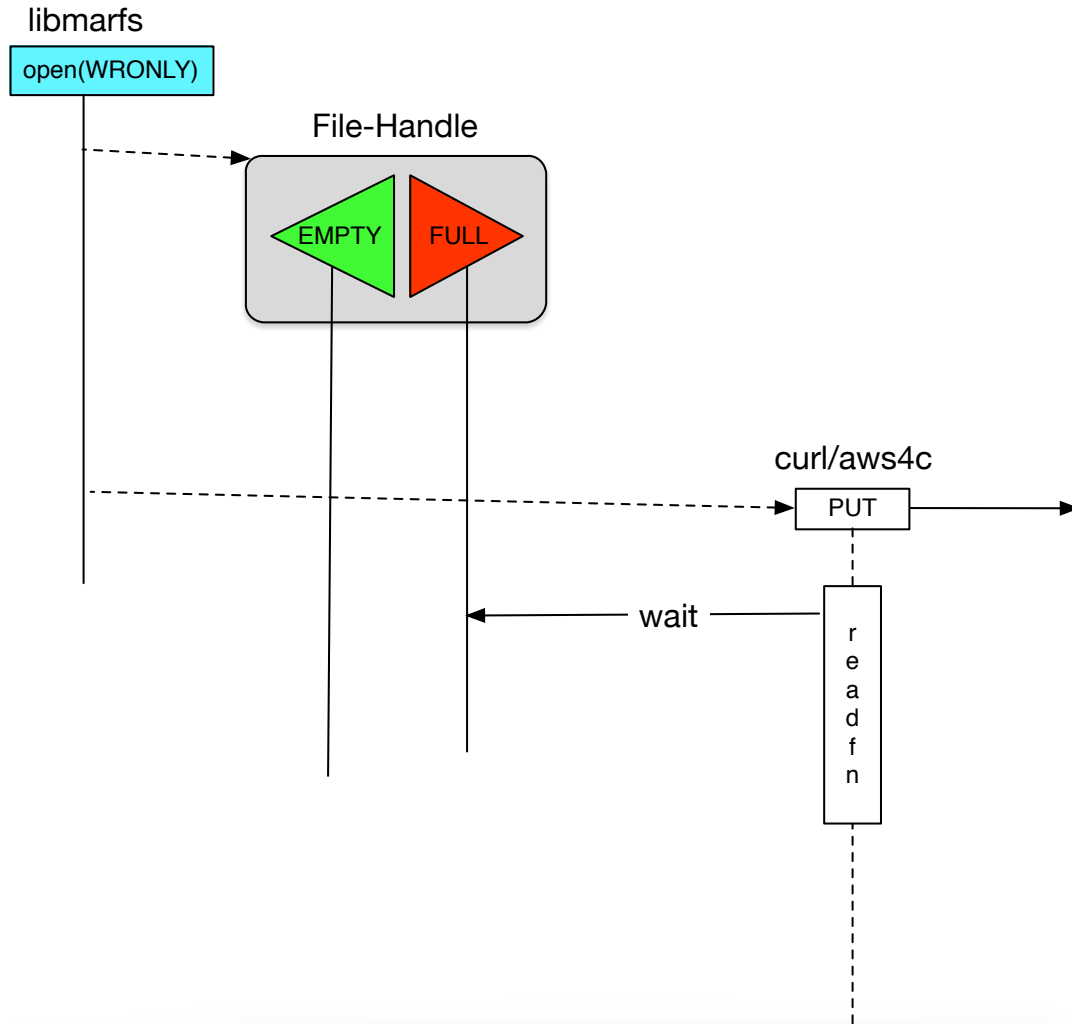 libmarfs
open(WRONLY)
File-Handle
EMPTY
FULL
curl/aws4c
PUT
wait
r
e
a
d
f
n